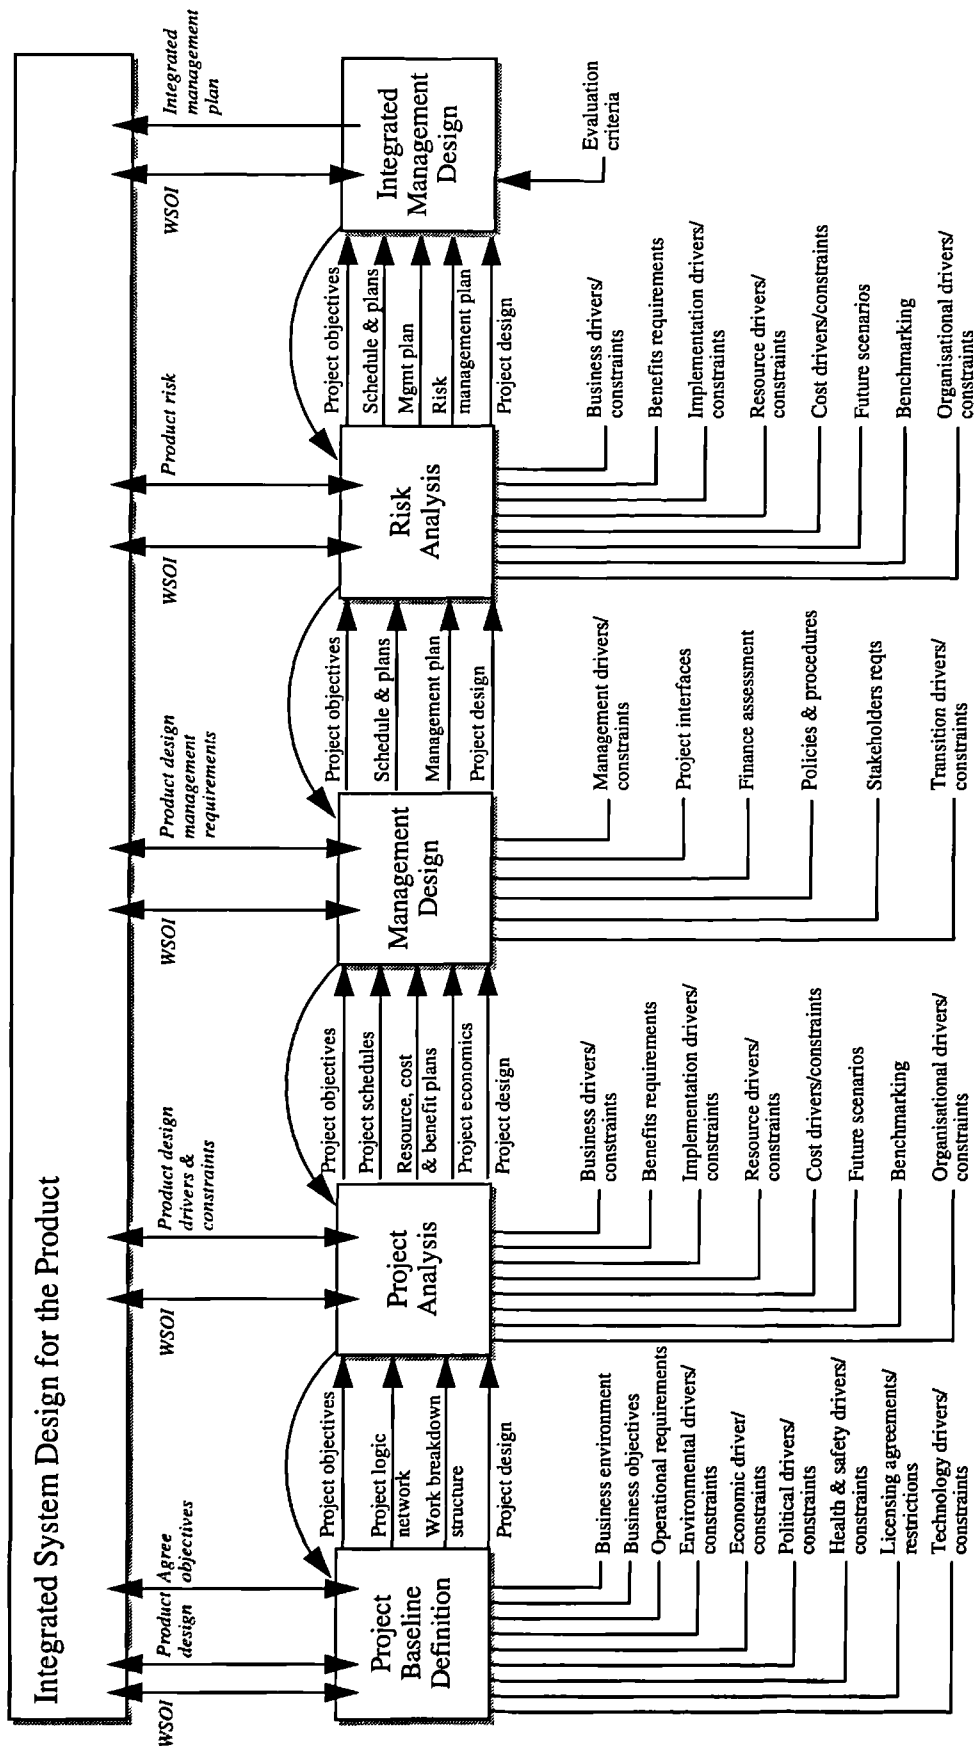 Integrated System Design for the Product
WSOI
Product
design
Agree
objectives
WSOI
Product design
drivers &
constraints
WSOI
Product design
management
requirements
WSOI
Product risk
WSOI
Integrated
management
plan
Project
Baseline
Definition
Project objectives
Project logic
network
Work breakdown
structure
Project design
Project
Analysis
Project objectives
Project schedules
Resource, cost
& benefit plans
Project economics
Project design
Management
Design
Project objectives
Schedule & plans
Management plan
Project design
Risk
Analysis
Project objectives
Schedule & plans
Mgmt plan
Risk
management plan
Project design
Integrated
Management
Design
Business environment
Business objectives
Operational requirements
Environmental drivers/
constraints
Economic driver/
constraints
Political drivers/
constraints
Health & safety drivers/
constraints
Licensing agreements/
restrictions
Technology drivers/
constraints
Business drivers/
constraints
Benefits requirements
Implementation drivers/
constraints
Resource drivers/
constraints
Cost drivers/constraints
Future scenarios
Benchmarking
Organisational drivers/
constraints
Management drivers/
constraints
Project interfaces
Finance assessment
Policies & procedures
Stakeholders reqts
Transition drivers/
constraints
Business drivers/
constraints
Benefits requirements
Implementation drivers/
constraints
Resource drivers/
constraints
Cost drivers/constraints
Future scenarios
Benchmarking
Organisational drivers/
constraints
Evaluation
criteria